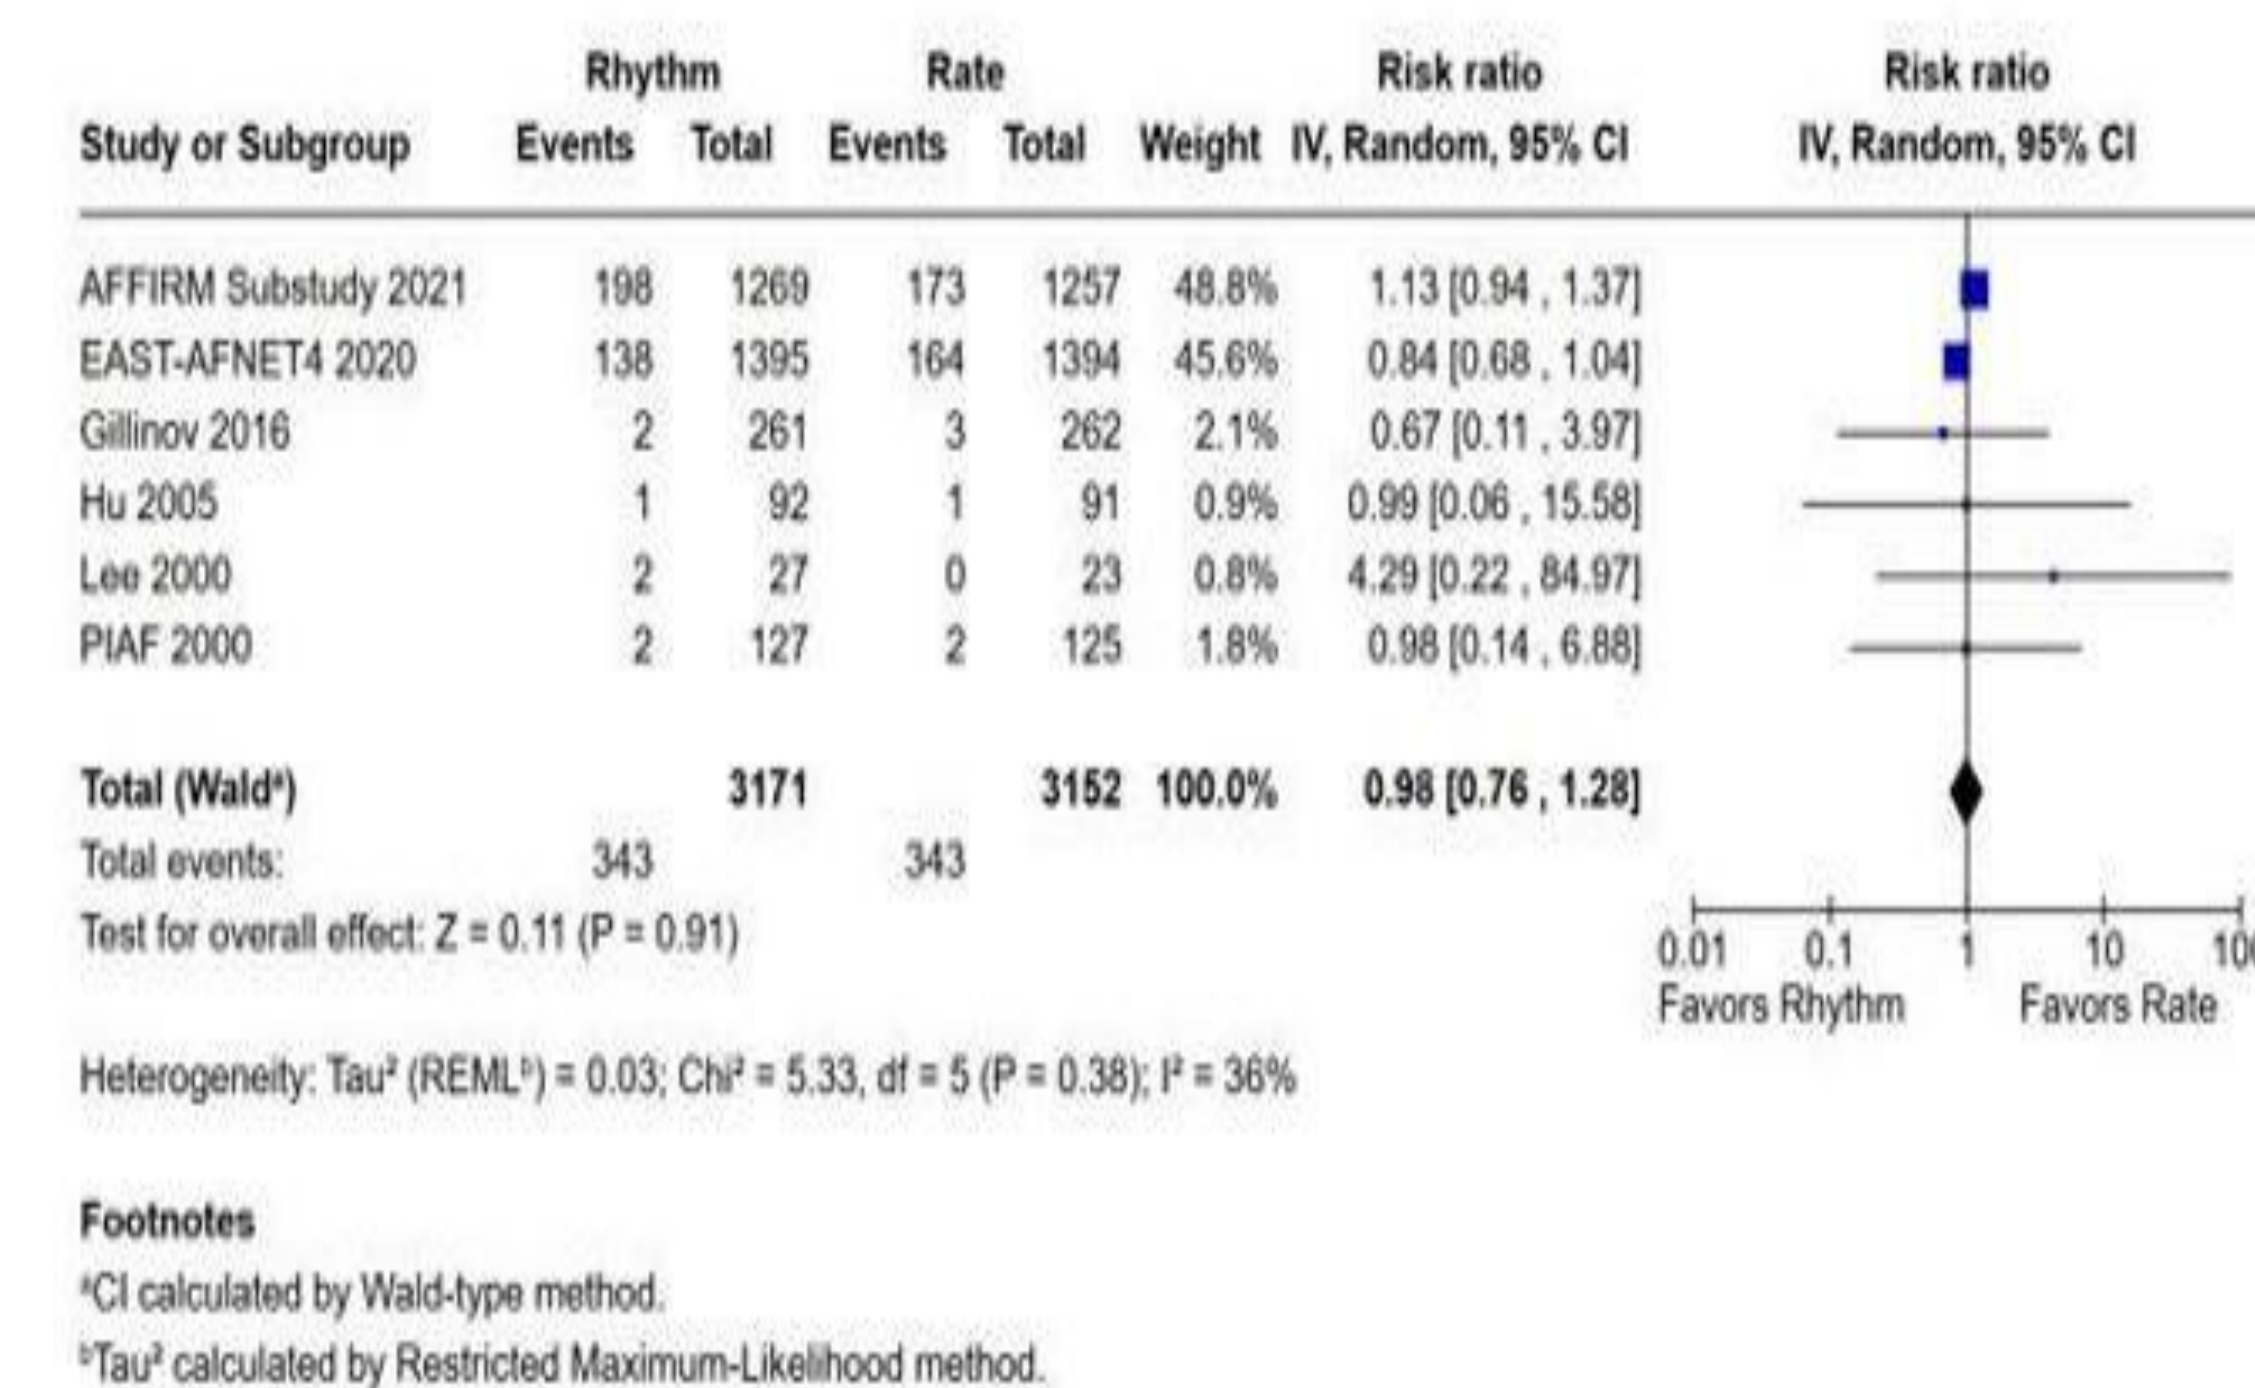 Rhythm Rate Risk ratio Risk ratio
Study or Subgroup Events Total Events Total Weight IV, Random, 95% CI IV, Random, 95% CI
AFFIRM Substudy 2021 198 1269 173 1257 48.8% 1.13 [0.94 , 1.37]
EAST-AFNET4 2020 138 1395 164 1394 45.6% 0.84 [0.68 , 1.04]
Gillinov 2016 2 261 3 262 2.1% 0.67 [0.11 , 3.97]
Hu 2005 1 92 1 91 0.9% 0.99 [0.06 , 15.58]
Lee 2000 2 27 0 23 0.8% 4.29 [0.22 , 84.97]
PIAF 2000 2 127 2 125 1.8% 0.98 [0.14 , 6.88]
Total (Waldᵃ) 3171 3152 100.0% 0.98 [0.76 , 1.28]
Total events: 343 343
Test for overall effect: Z = 0.11 (P = 0.91)
0.01 0.1 1 10 100
Favors Rhythm Favors Rate
Heterogeneity: Tau² (REMLᵇ) = 0.03; Chi² = 5.33, df = 5 (P = 0.38); I² = 36%
Footnotes
ᵃCI calculated by Wald-type method.
ᵇTau² calculated by Restricted Maximum-Likelihood method.